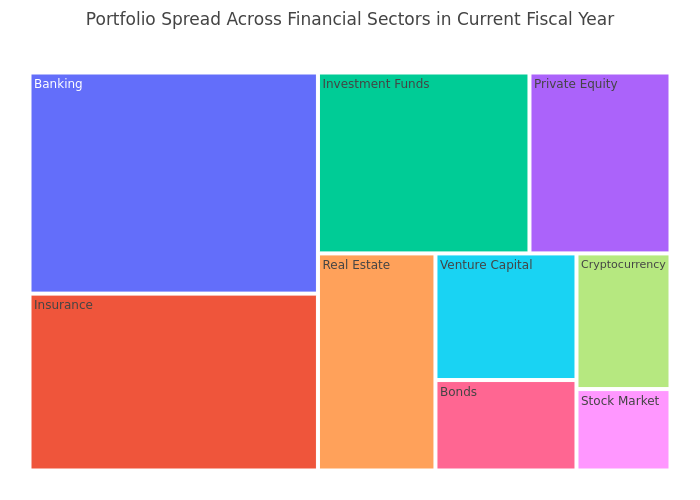 Portfolio Spread Across Financial Sectors in Current Fiscal Year
Banking
Investment Funds
Private Equity
Real Estate
Venture Capital
Cryptocurrency
Insurance
Bonds
Stock Market